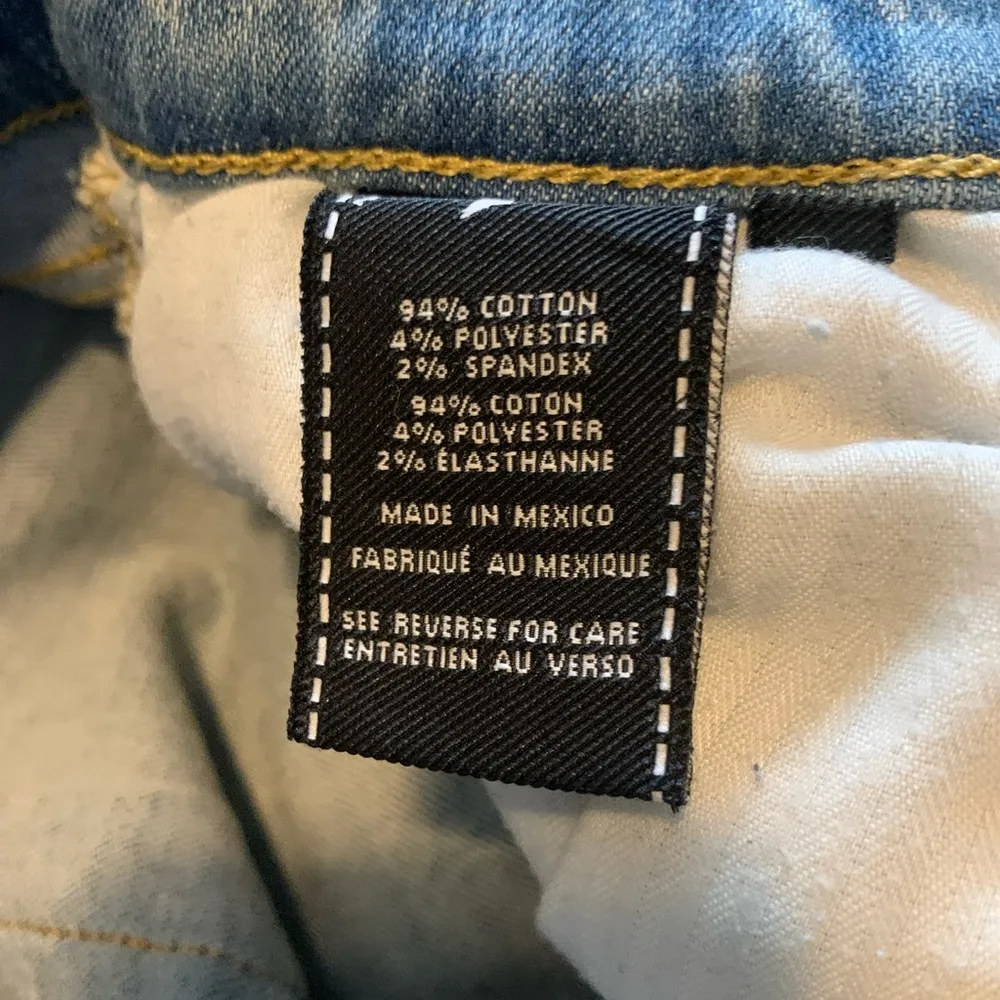 94% COTTON
4% POLYESTER
2% SPANDEX
94% COTON
4% POLYESTER
2% ÉLASTHANNE
MADE IN MEXICO
FABRIQUÉ AU MEXIQUE
SEE REVERSE FOR CARE
ENTRETIEN AU VERSO